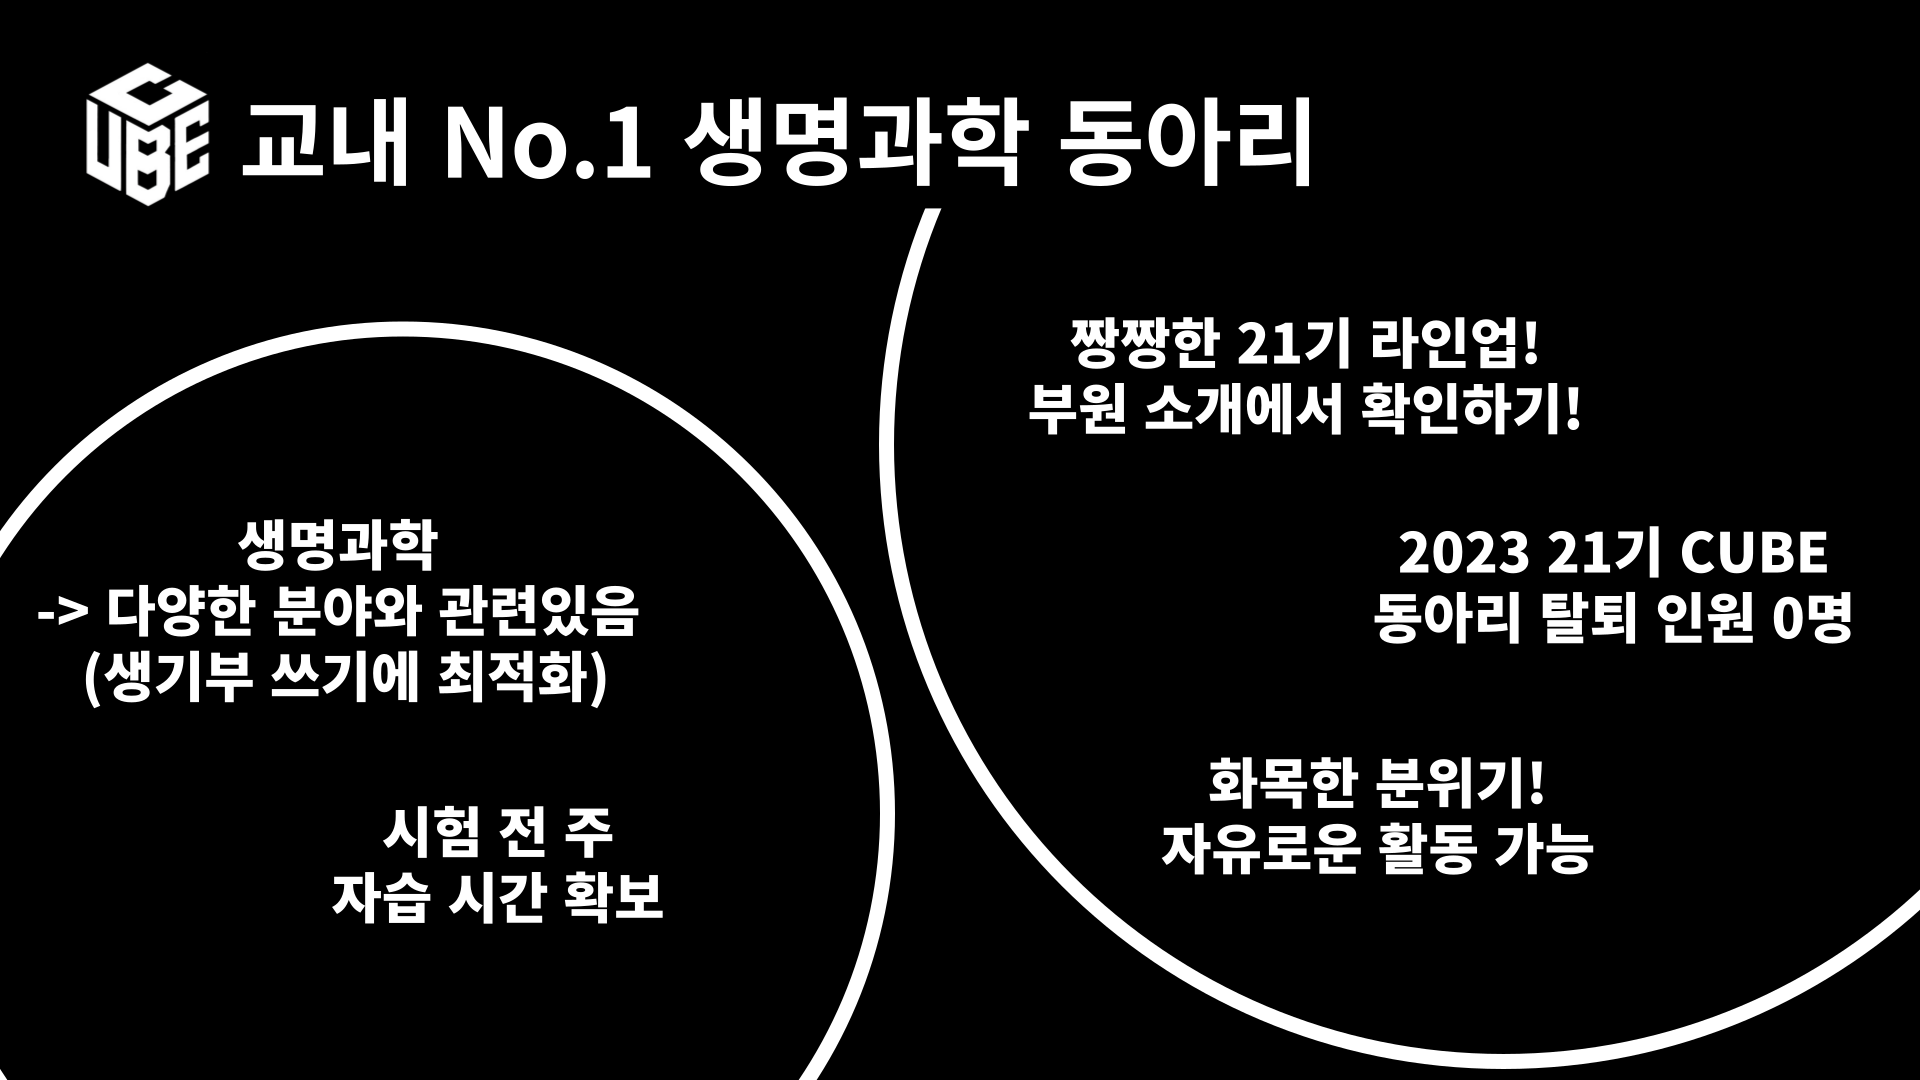 CUBE
교내 No.1 생명과학 동아리
생명과학
-> 다양한 분야와 관련있음
(생기부 쓰기에 최적화)
시험 전 주
자습 시간 확보
짱짱한 21기 라인업!
부원 소개에서 확인하기!
2023 21기 CUBE
동아리 탈퇴 인원 0명
화목한 분위기!
자유로운 활동 가능